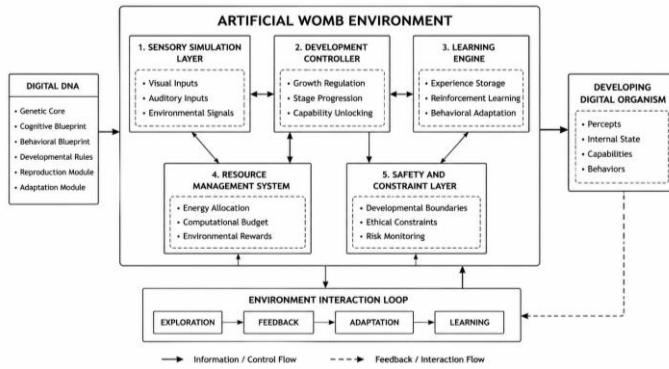 ARTIFICIAL WOMB ENVIRONMENT
DIGITAL DNA
• Genetic Core
• Cognitive Blueprint
• Behavioral Blueprint
• Developmental Rules
• Reproduction Module
• Adaptation Module
1. SENSORY SIMULATION
LAYER
• Visual Inputs
• Auditory Inputs
• Environmental Signals
2. DEVELOPMENT
CONTROLLER
• Growth Regulation
• Stage Progression
• Capability Unlocking
3. LEARNING
ENGINE
• Experience Storage
• Reinforcement Learning
• Behavioral Adaptation
4. RESOURCE
MANAGEMENT SYSTEM
• Energy Allocation
• Computational Budget
• Environmental Rewards
5. SAFETY AND
CONSTRAINT LAYER
• Developmental Boundaries
• Ethical Constraints
• Risk Monitoring
DEVELOPING
DIGITAL ORGANISM
• Percepts
• Internal State
• Capabilities
• Behaviors
ENVIRONMENT INTERACTION LOOP
EXPLORATION
FEEDBACK
ADAPTATION
LEARNING
Information / Control Flow
Feedback / Interaction Flow